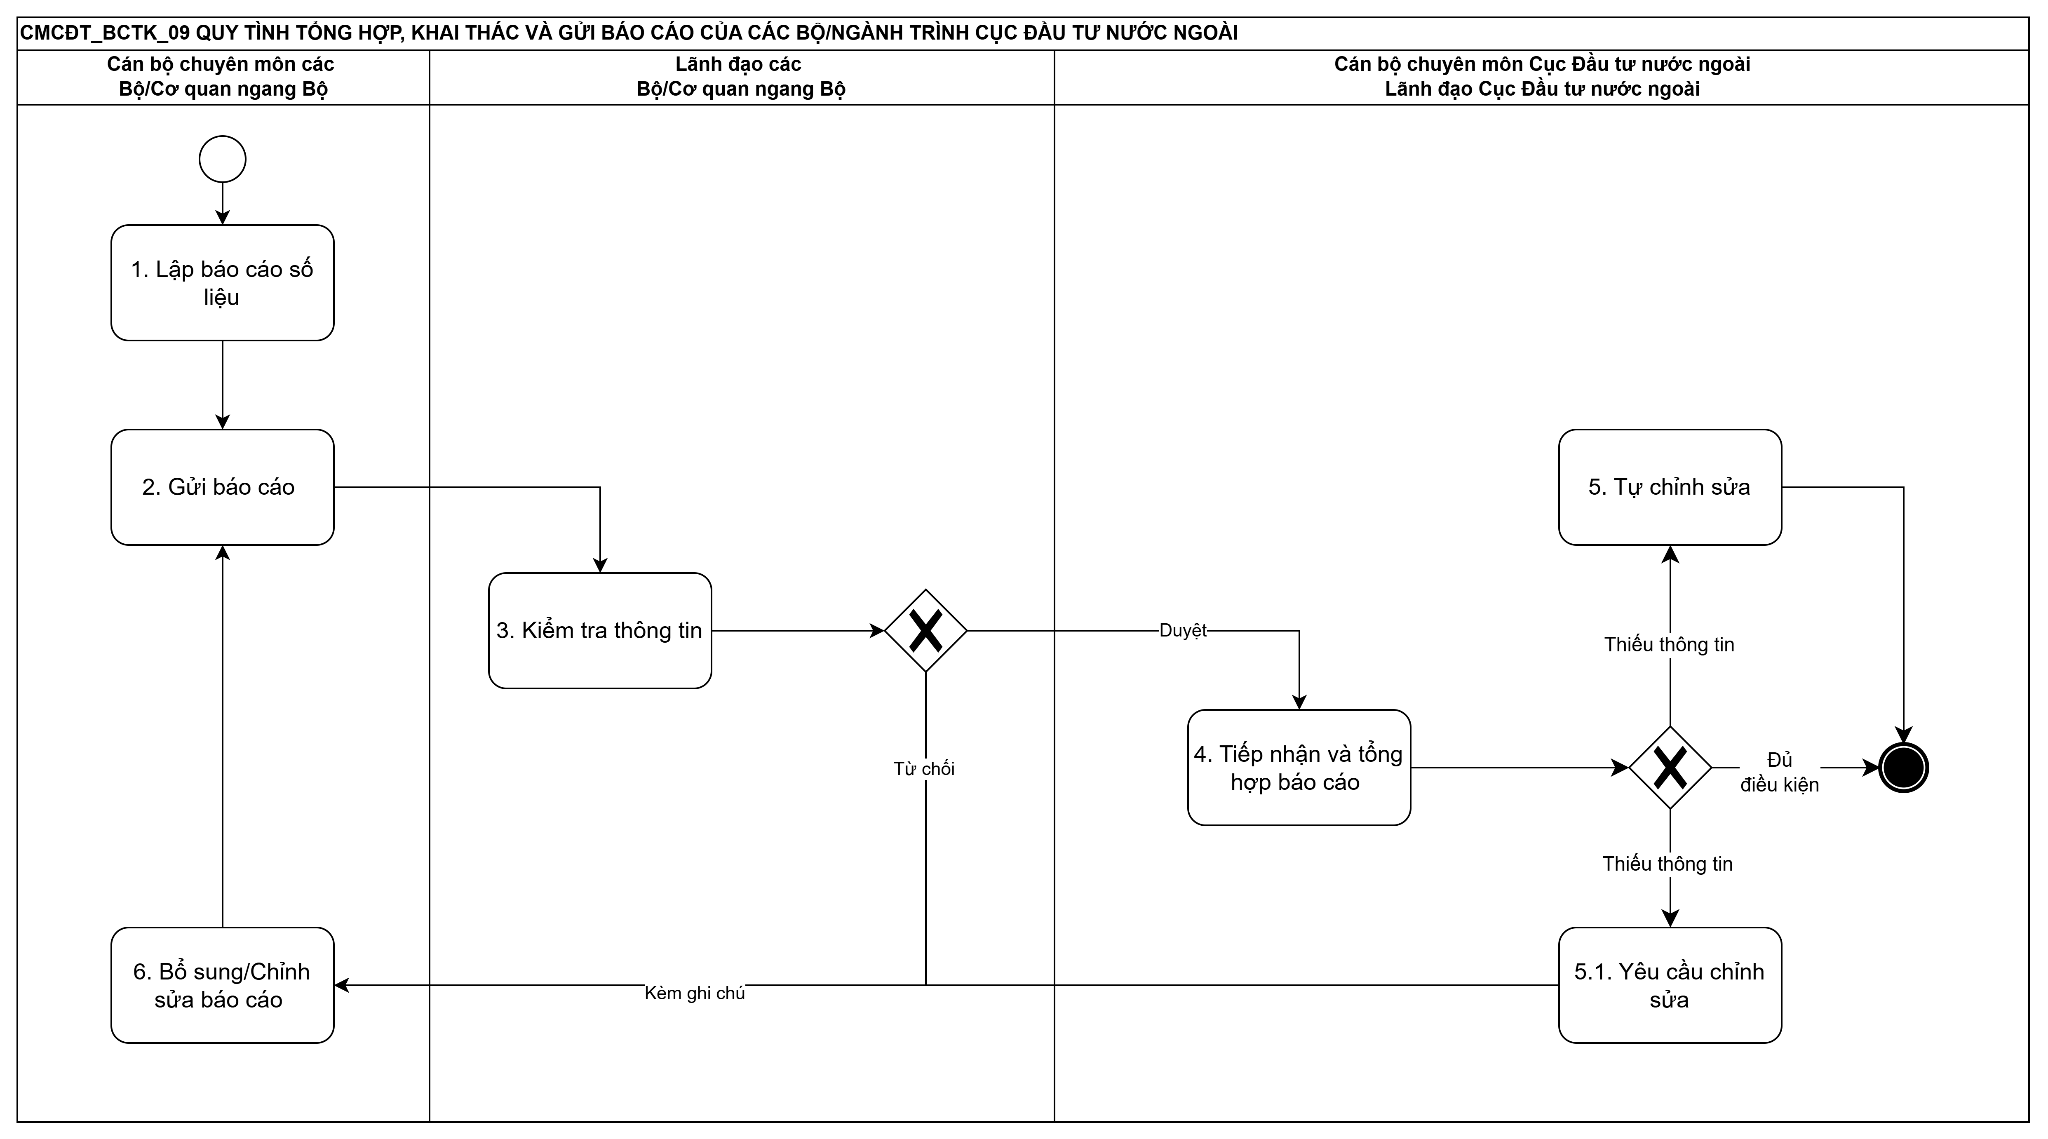 CMCĐT_BCTK_09 QUY TÌNH TỔNG HỢP, KHAI THÁC VÀ GỬI BÁO CÁO CỦA CÁC BỘ/NGÀNH TRÌNH CỤC ĐẦU TƯ NƯỚC NGOÀI
Cán bộ chuyên môn các
Bộ/Cơ quan ngang Bộ
Lãnh đạo các
Bộ/Cơ quan ngang Bộ
Cán bộ chuyên môn Cục Đầu tư nước ngoài
Lãnh đạo Cục Đầu tư nước ngoài
1. Lập báo cáo số
liệu
2. Gửi báo cáo
3. Kiểm tra thông tin
Duyệt
Từ chối
4. Tiếp nhận và tổng
hợp báo cáo
5. Tự chỉnh sửa
Thiếu thông tin
Đủ
điều kiện
Thiếu thông tin
5.1. Yêu cầu chỉnh
sửa
Kèm ghi chú
6. Bổ sung/Chỉnh
sửa báo cáo